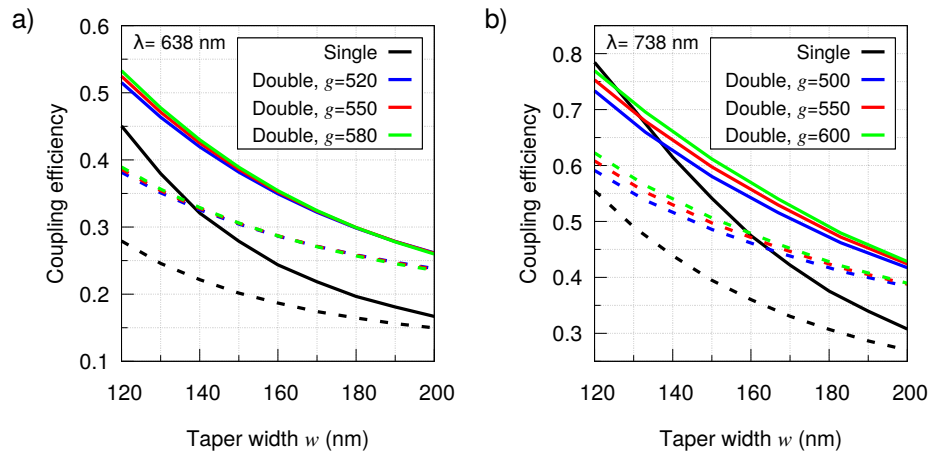 a)
λ= 638 nm
Single
Double, g=520
Double, g=550
Double, g=580
Coupling efficiency
0.6
0.5
0.4
0.3
0.2
0.1
120 140 160 180 200
Taper width w (nm)
b)
λ= 738 nm
Single
Double, g=500
Double, g=550
Double, g=600
Coupling efficiency
0.8
0.7
0.6
0.5
0.4
0.3
120 140 160 180 200
Taper width w (nm)